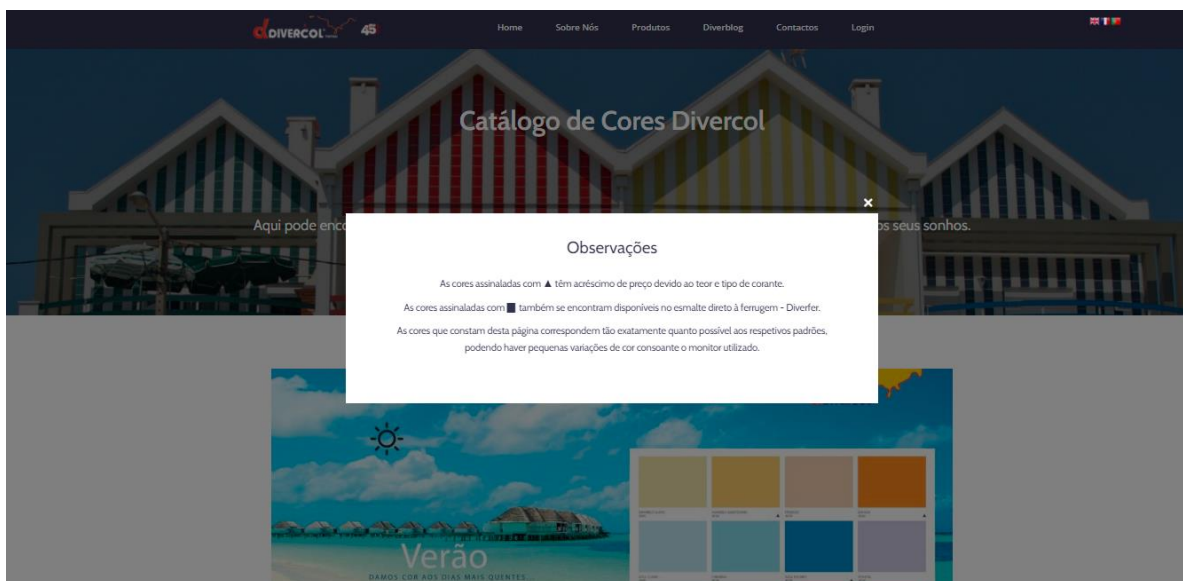 DIVERCOL 45
Home Sobre Nós Produtos Diverblog Contactos Login
Catálogo de Cores Divercol
Aqui pode os seus sonhos.
×
Observações
As cores assinaladas com ▲ têm acréscimo de preço devido ao teor e tipo de corante.
As cores assinaladas com ■ também se encontram disponíveis no esmalte direto à ferrugem - Diverfer.
As cores que constam desta página correspondem tão exatamente quanto possível aos respetivos padrões,
podendo haver pequenas variações de cor consoante o monitor utilizado.
Verão
DAMOS COR AOS DIAS MAIS QUENTES...